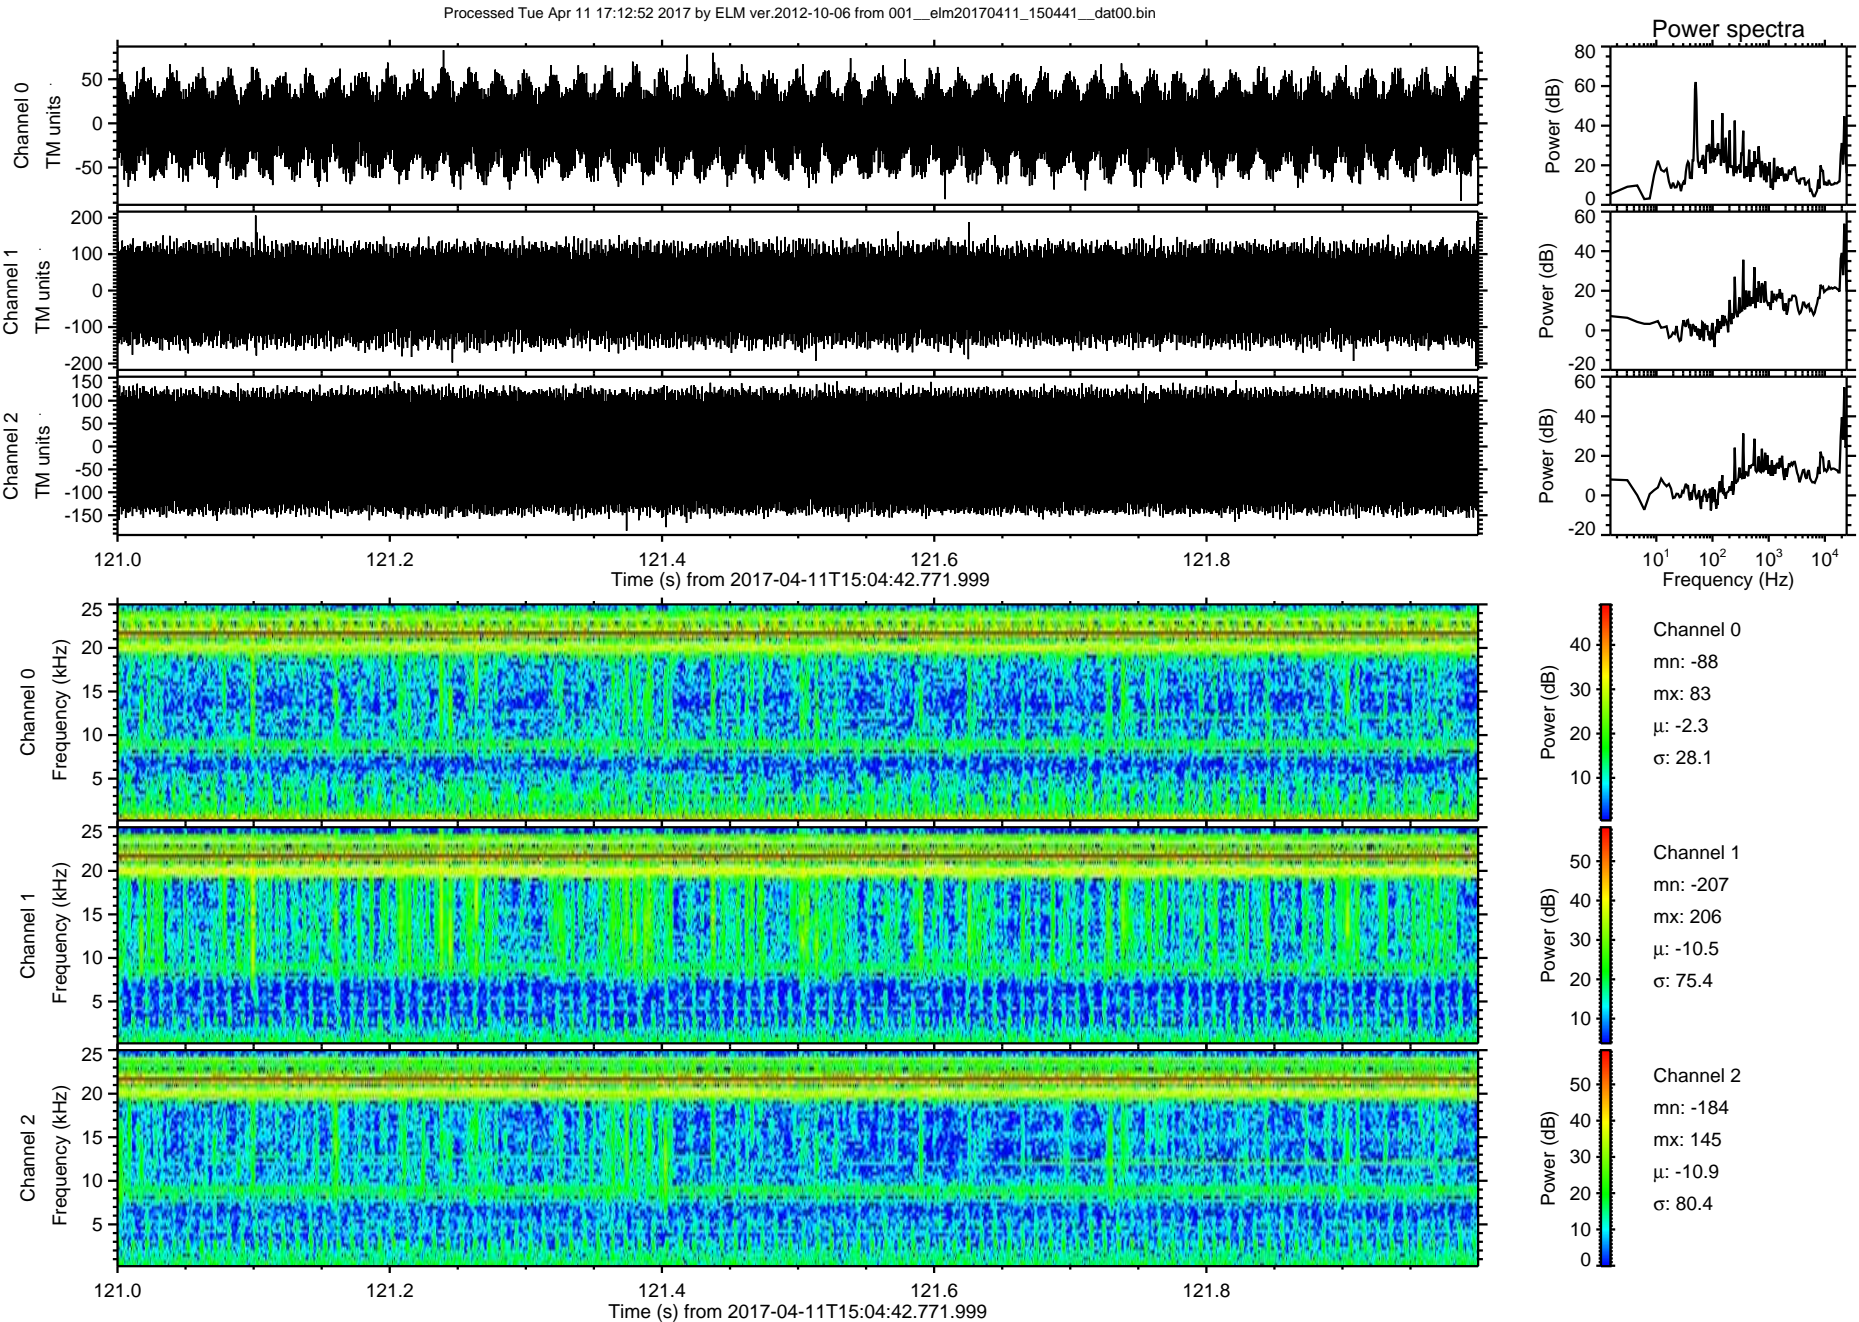 Processed Tue Apr 11 17:12:52 2017 by ELM ver.2012-10-06 from 001__elm20170411_150441__dat00.bin
Power spectra
Channel 0
TM units
50
0
-50
Power (dB)
80
60
40
20
0
Channel 1
TM units
200
100
0
-100
-200
Power (dB)
60
40
20
0
-20
Channel 2
TM units
150
100
50
0
-50
-100
-150
Power (dB)
60
40
20
0
-20
121.0 121.2 121.4 121.6 121.8
Time (s) from 2017-04-11T15:04:42.771.999
10^1 10^2 10^3 10^4
Frequency (Hz)
Channel 0
Frequency (kHz)
25
20
15
10
5
Power (dB)
40
30
20
10
Channel 0
mn: -88
mx: 83
µ: -2.3
σ: 28.1
Channel 1
Frequency (kHz)
25
20
15
10
5
Power (dB)
50
40
30
20
10
Channel 1
mn: -207
mx: 206
µ: -10.5
σ: 75.4
Channel 2
Frequency (kHz)
25
20
15
10
5
Power (dB)
50
40
30
20
10
0
Channel 2
mn: -184
mx: 145
µ: -10.9
σ: 80.4
121.0 121.2 121.4 121.6 121.8
Time (s) from 2017-04-11T15:04:42.771.999